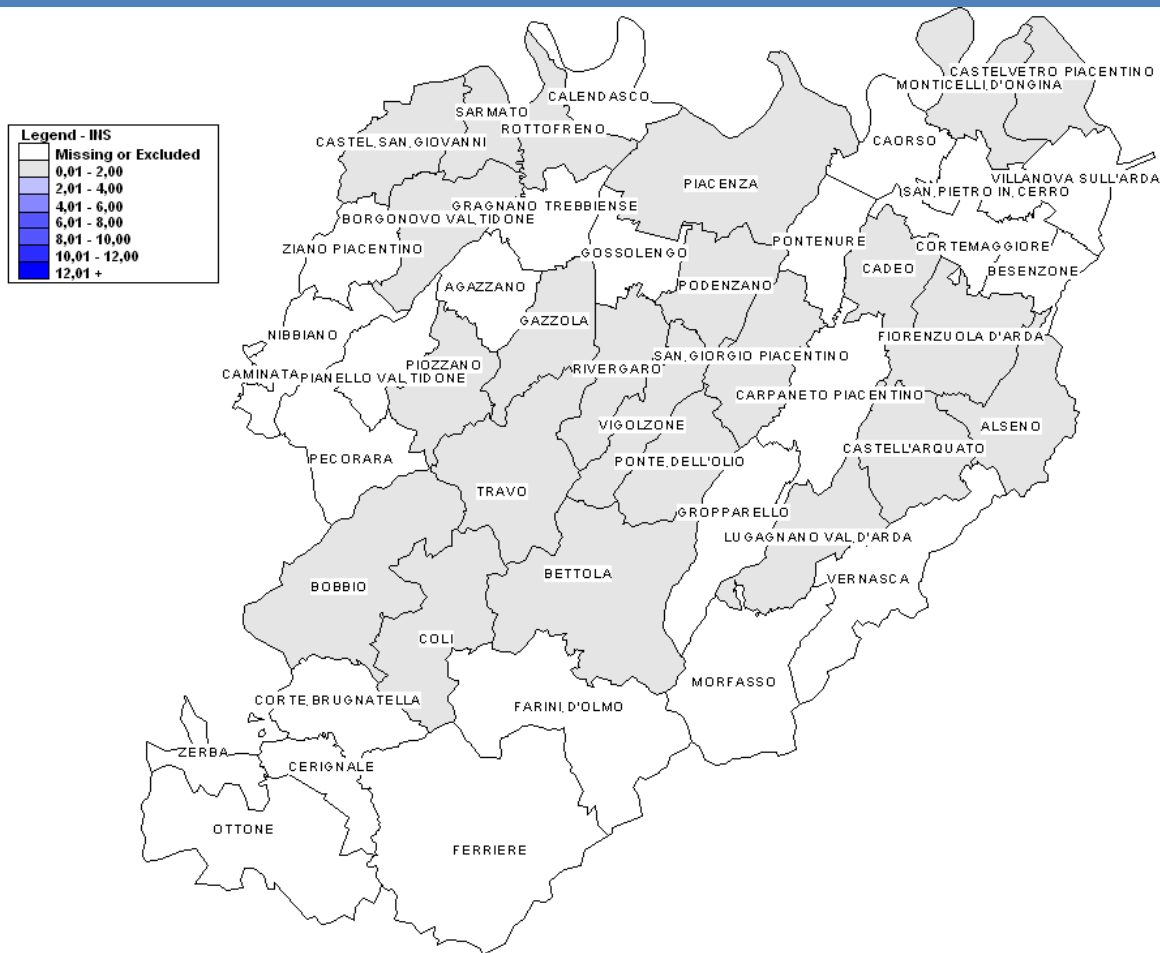 Legend - INS
Missing or Excluded
0,01 - 2,00
2,01 - 4,00
4,01 - 6,00
6,01 - 8,00
8,01 - 10,00
10,01 - 12,00
12,01 +
CASTELVETRO PIACENTINO
MONTICELLI,D'ONGINA
CALENDASCO
SARMATO
ROTTOFRENO
CASTEL,SAN,GIOVANNI
CAORSO
VILLANOVA SULL'ARDA
PIACENZA
SAN,PIETRO IN,CERRO
GRAGNANO TREBBIENSE
BORGONOVO VAL,TIDONE
ZIANO PIACENTINO
GOSSOLENGO
PONTENURE
CORTEMAGGIORE
CADEO
BESENZONE
AGAZZANO
PODENZANO
GAZZOLA
NIBBIANO
FIORENZUOLA D'ARDA
PIOZZANO
SAN,GIORGIO PIACENTINO
CAMINATA
PIANELLO VAL,TIDONE
RIVERGARO
CARPANETO PIACENTINO
VIGOLZONE
ALSENO
CASTELL'ARQUATO
PECORARA
PONTE,DELL'OLIO
TRAVO
GROPPARELLO
LUGAGNANO VAL,D'ARDA
BETTOLA
VERNASCA
BOBBIO
COLI
MORFASSO
CORTE,BRUGNATELLA
FARINI,D'OLMO
ZERBA
CERIGNALE
OTTONE
FERRIERE